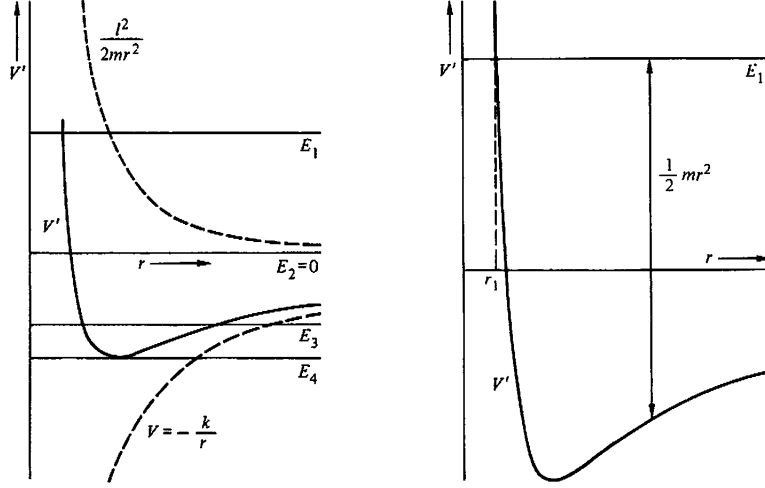 l²/2mr²
V'
E₁
V'
r
E₂=0
E₃
E₄
V = - k/r
V'
E₁
1/2 mr²
r
r₁
V'